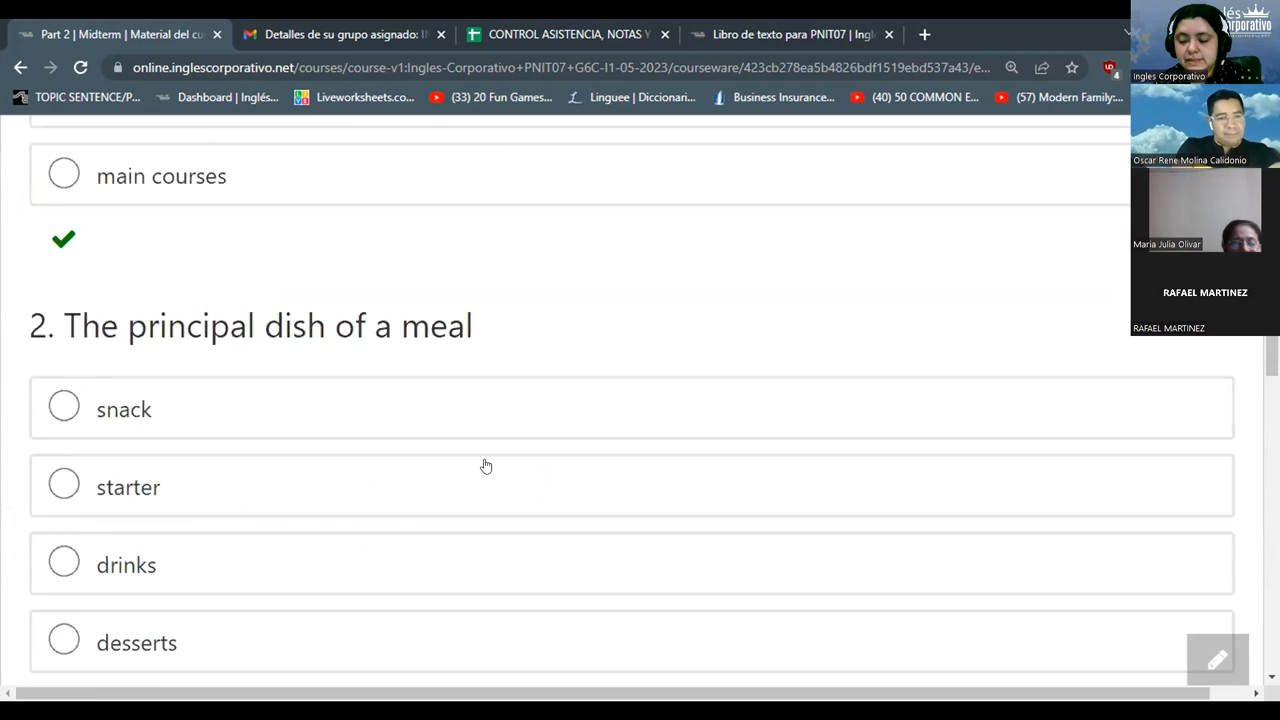 Part 2 | Midterm | Material del cu
Detalles de su grupo asignado: I
CONTROL ASISTENCIA, NOTAS Y
Libro de texto para PNIT07 | Ingl
online.inglescorporativo.net/courses/course-v1:Ingles-Corporativo+PNIT07+G6C-I1-05-2023/courseware/423cb278ea5b4826bdf1519ebd537a43/e...
TOPIC SENTENCE/P...
Dashboard | Inglés...
Liveworksheets.co...
(33) 20 Fun Games...
Linguee | Diccionari...
Business Insurance...
(40) 50 COMMON E...
(57) Modern Family:...
Ingles Corporativo
Oscar Rene Molina Calidonio
Maria Julia Olivar
RAFAEL MARTINEZ
RAFAEL MARTINEZ
main courses
2. The principal dish of a meal
snack
starter
drinks
desserts